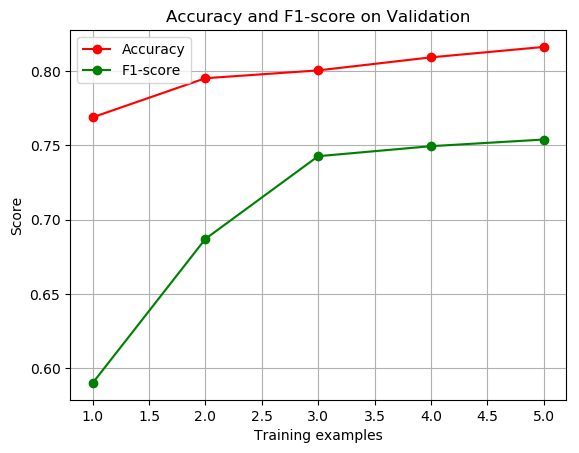 Accuracy and F1-score on Validation
Accuracy
F1-score
0.80
0.75
0.70
0.65
0.60
Score
1.0 1.5 2.0 2.5 3.0 3.5 4.0 4.5 5.0
Training examples